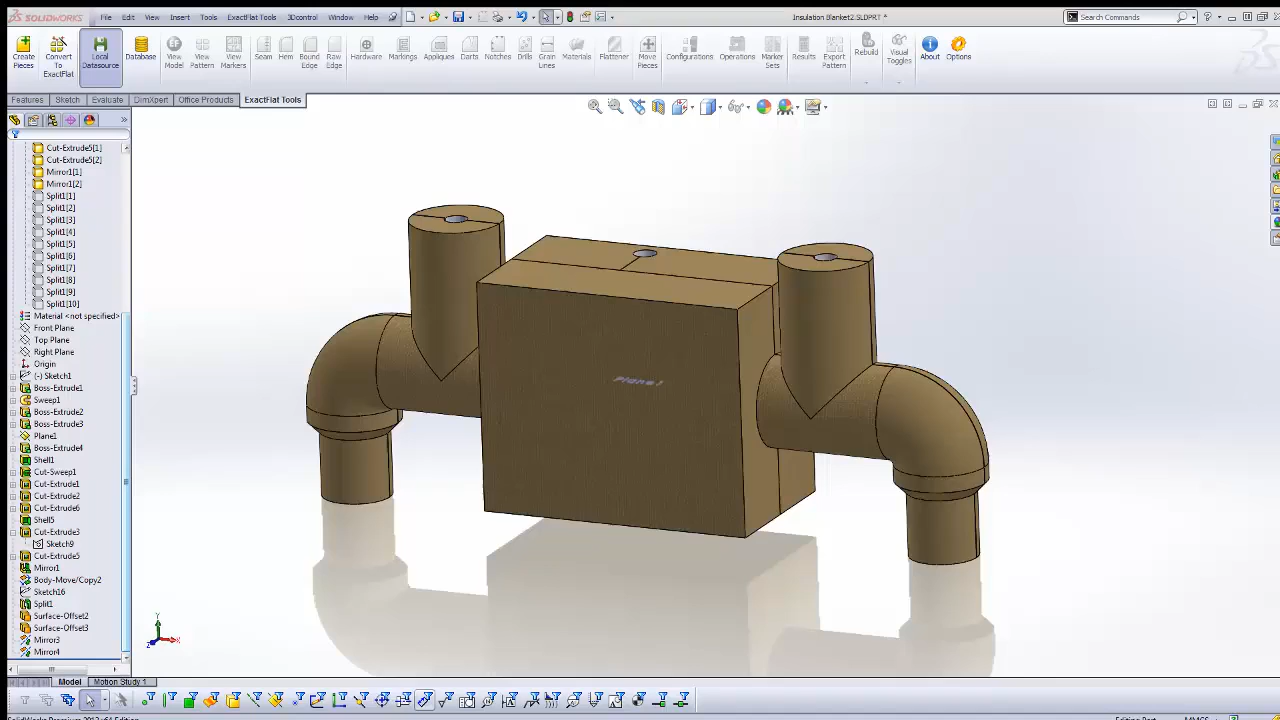 SOLIDWORKS File Edit View Insert Tools ExactFlat Tools 3Dcontrol Window Help Insulation Blanket2.SLDPRT * Search Commands
Create Pieces Convert To ExactFlat Local Datasource Database View Model View Pattern View Markers Seam Hem Bound Edge Raw Edge Hardware Markings Appliques Darts Notches Drills Grain Lines Materials Flattener Move Pieces Configurations Operations Marker Sets Results Export Pattern Rebuild Visual Toggles About Options
Features Sketch Evaluate DimXpert Office Products ExactFlat Tools
Cut-Extrude5[1]
Cut-Extrude5[2]
Mirror1[1]
Mirror1[2]
Split1[1]
Split1[2]
Split1[3]
Split1[4]
Split1[5]
Split1[6]
Split1[7]
Split1[8]
Split1[9]
Split1[10]
Material <not specified>
Front Plane
Top Plane
Right Plane
Origin
(-) Sketch1
Boss-Extrude1
Sweep1
Boss-Extrude2
Boss-Extrude3
Plane1
Boss-Extrude4
Shell1
Cut-Sweep1
Cut-Extrude1
Cut-Extrude2
Cut-Extrude6
Shell5
Cut-Extrude3
Sketch9
Cut-Extrude5
Mirror1
Body-Move/Copy2
Sketch16
Split1
Surface-Offset2
Surface-Offset3
Mirror3
Mirror4
Plane1
Y
X
Z
Model Motion Study 1